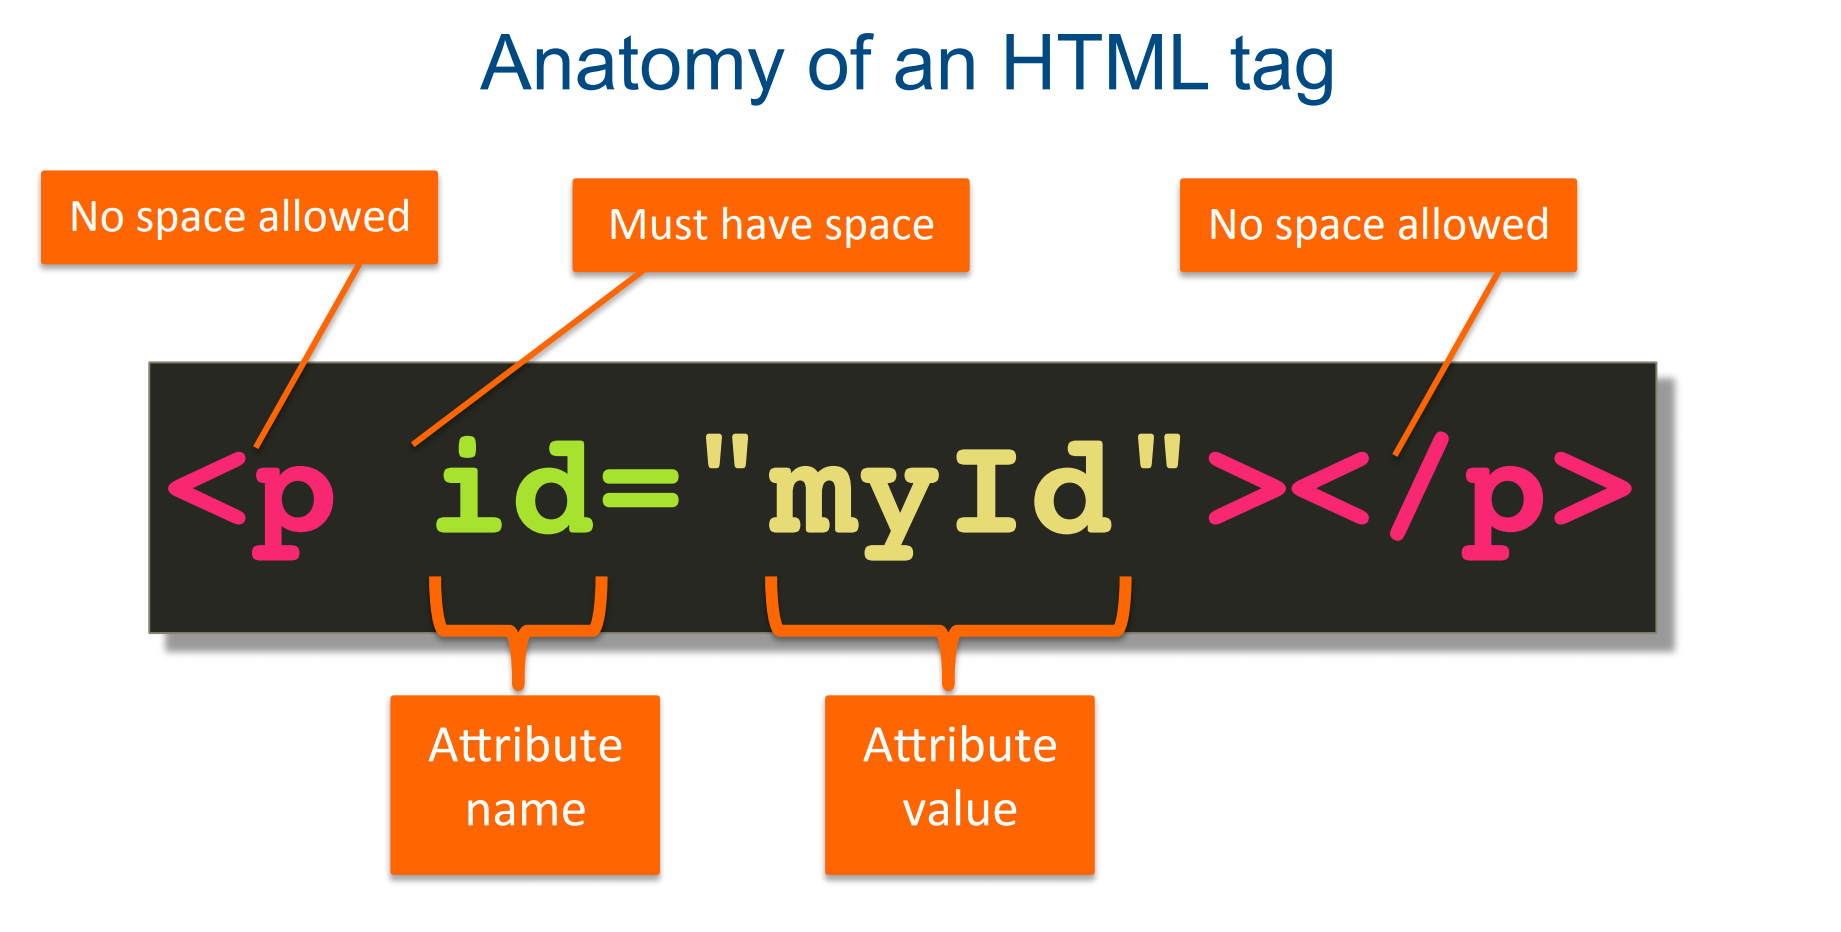 Anatomy of an HTML tag
No space allowed
Must have space
No space allowed
<p id="myId"></p>
Attribute
name
Attribute
value